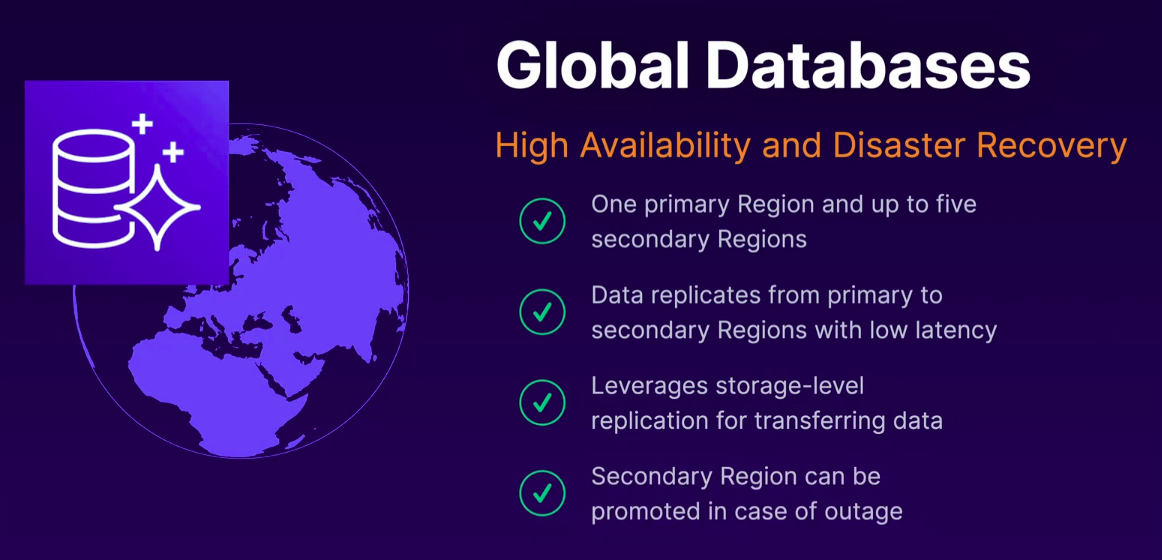 Global Databases
High Availability and Disaster Recovery
One primary Region and up to five
secondary Regions
Data replicates from primary to
secondary Regions with low latency
Leverages storage-level
replication for transferring data
Secondary Region can be
promoted in case of outage